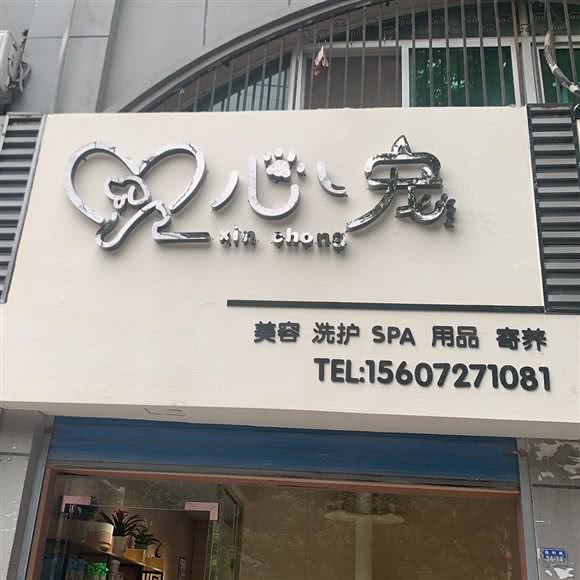 心宠
xin chong
美容 洗护 SPA 用品 寄养
TEL:15607271081